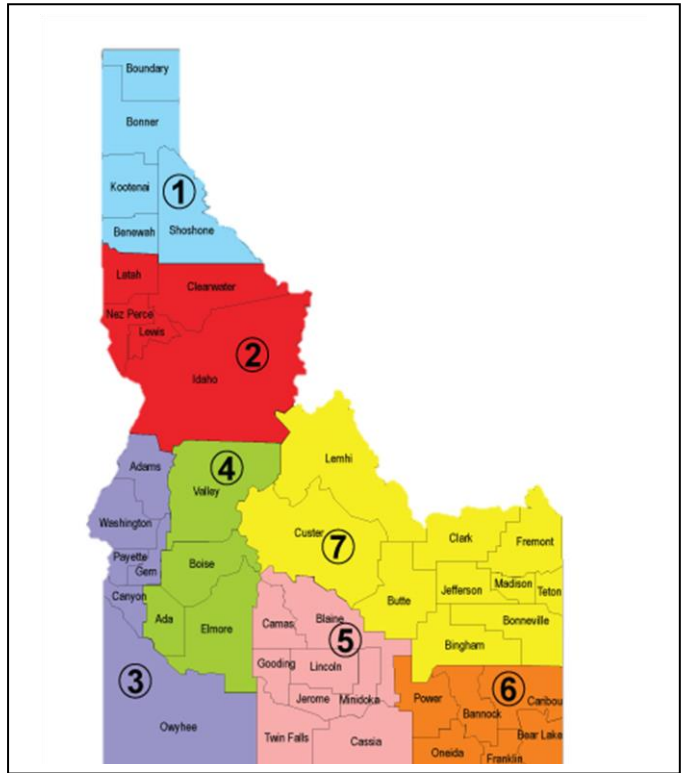 Boundary
Bonner
Kootenai
1
Benewah
Shoshone
Latah
Clearwater
Nez Perce
Lewis
2
Idaho
Lemhi
Adams
4
Valley
Washington
Custer
7
Clark
Fremont
Payette
Gem
Boise
Butte
Jefferson
Madison
Teton
Canyon
Ada
Elmore
Camas
Blaine
5
Bonneville
Bingham
Gooding
Lincoln
3
Jerome
Minidoka
Power
6
Caribou
Bannock
Owyhee
Twin Falls
Cassia
Bear Lake
Oneida
Franklin